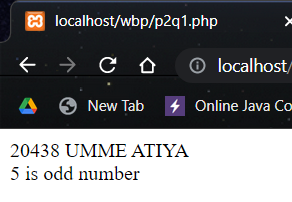 localhost/wbp/p2q1.php
localhost/
New Tab
Online Java Co
20438 UMME ATIYA
5 is odd number